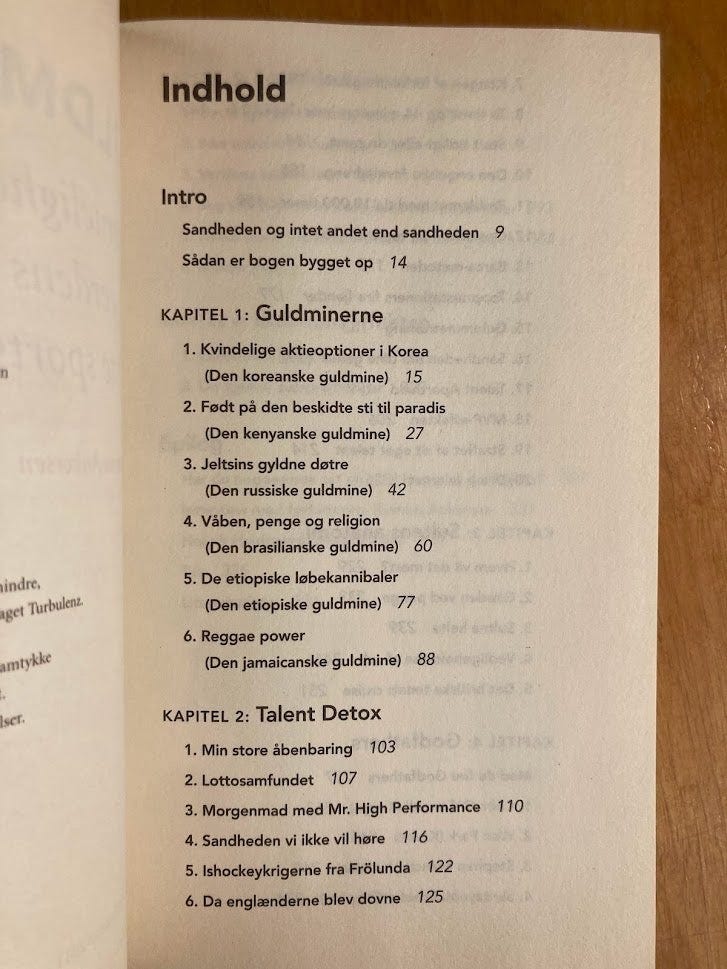 Indhold
Intro
Sandheden og intet andet end sandheden 9
Sådan er bogen bygget op 14
KAPITEL 1: Guldminerne
1. Kvindelige aktieoptioner i Korea
(Den koreanske guldmine) 15
2. Født på den beskidte sti til paradis
(Den kenyanske guldmine) 27
3. Jeltsins gyldne døtre
(Den russiske guldmine) 42
4. Våben, penge og religion
(Den brasilianske guldmine) 60
5. De etiopiske løbekannibaler
(Den etiopiske guldmine) 77
6. Reggae power
(Den jamaicanske guldmine) 88
KAPITEL 2: Talent Detox
1. Min store åbenbaring 103
2. Lottosamfundet 107
3. Morgenmad med Mr. High Performance 110
4. Sandheden vi ikke vil høre 116
5. Ishockeykrigerne fra Frölunda 122
6. Da englænderne blev dovne 125
mindre,
aget Turbulenz.
amtykke
t.
lser.